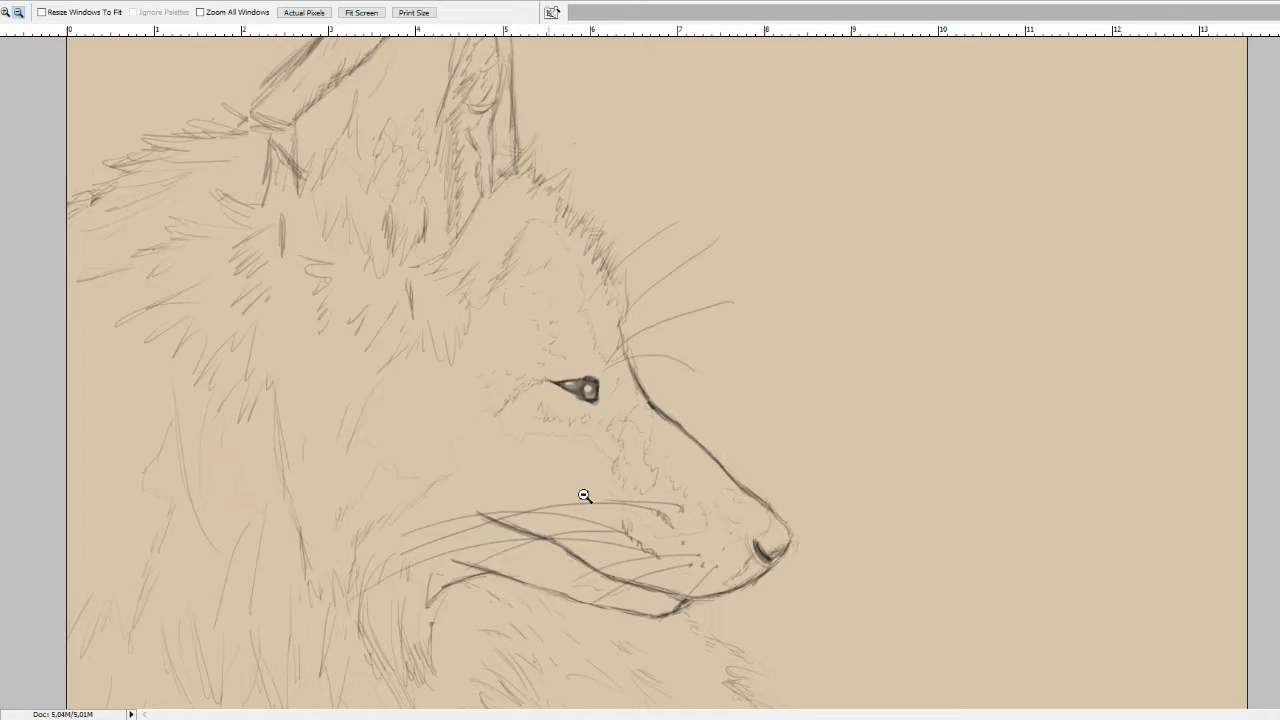 Resize Windows To Fit Ignore Palettes Zoom All Windows Actual Pixels Fit Screen Print Size
0 1 2 3 4 5 6 7 8 9 10 11 12 13
Doc: 5,04M/5,01M